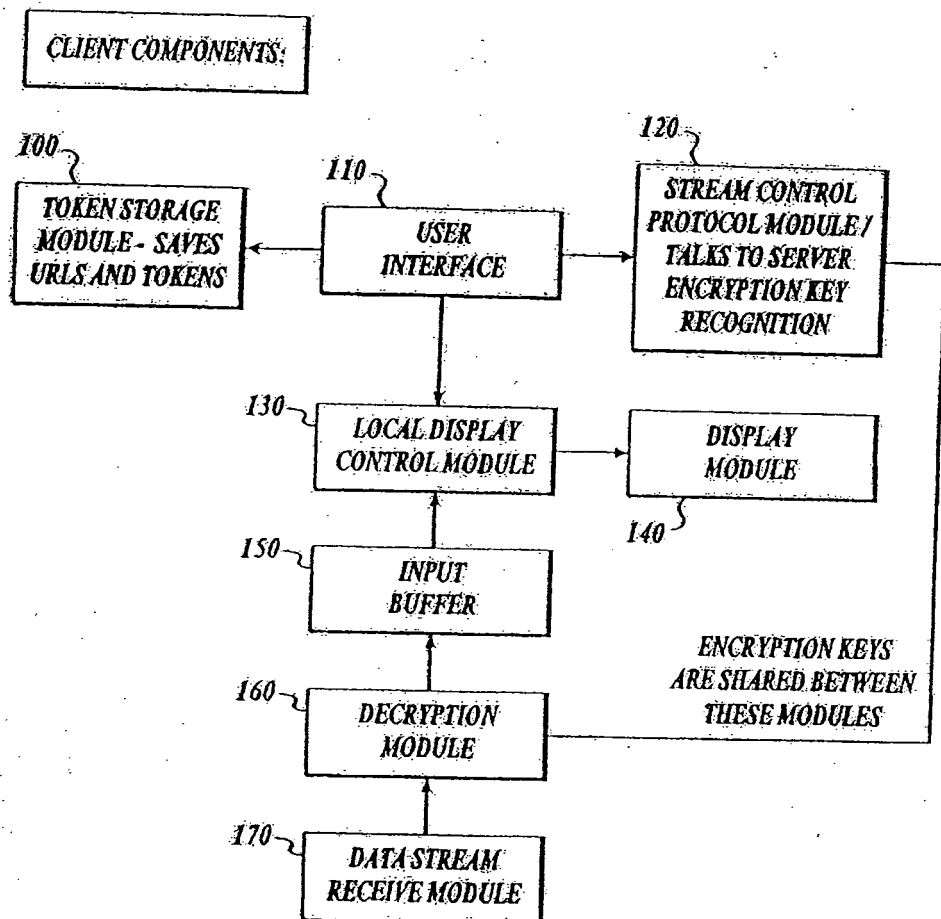 CLIENT COMPONENTS:
100
TOKEN STORAGE
MODULE - SAVES
URLS AND TOKENS
110
USER
INTERFACE
120
STREAM CONTROL
PROTOCOL MODULE /
TALKS TO SERVER
ENCRYPTION KEY
RECOGNITION
130
LOCAL DISPLAY
CONTROL MODULE
DISPLAY
MODULE
140
150
INPUT
BUFFER
ENCRYPTION KEYS
ARE SHARED BETWEEN
THESE MODULES
160
DECRYPTION
MODULE
170
DATA STREAM
RECEIVE MODULE